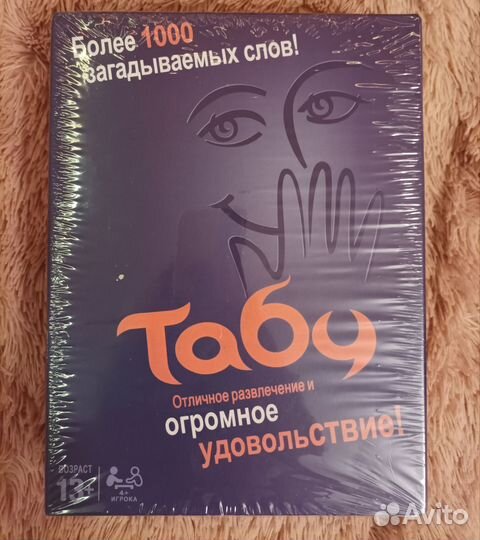 Более 1000
загадываемых слов!
Табу
Отличное развлечение и
огромное
удовольствие!
ВОЗРАСТ
13+
4+
ИГРОКА
Avito